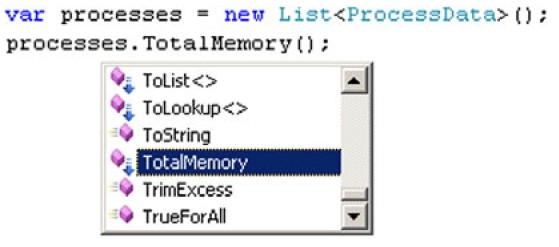 var processes = new List<ProcessData>();
processes.TotalMemory();
ToList<>
ToLookup<>
ToString
TotalMemory
TrimExcess
TrueForAll